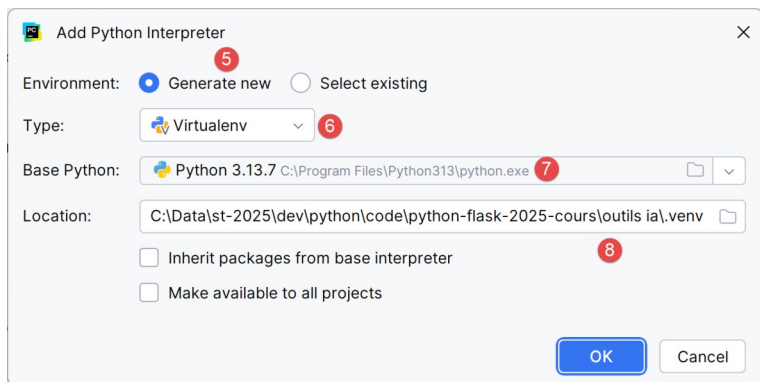 PC
Add Python Interpreter
5
Environment: Generate new Select existing
Type: Virtualenv 6
Base Python: Python 3.13.7 C:\Program Files\Python313\python.exe 7
Location: C:\Data\st-2025\dev\python\code\python-flask-2025-cours\outils ia\.venv
8
Inherit packages from base interpreter
Make available to all projects
OK Cancel